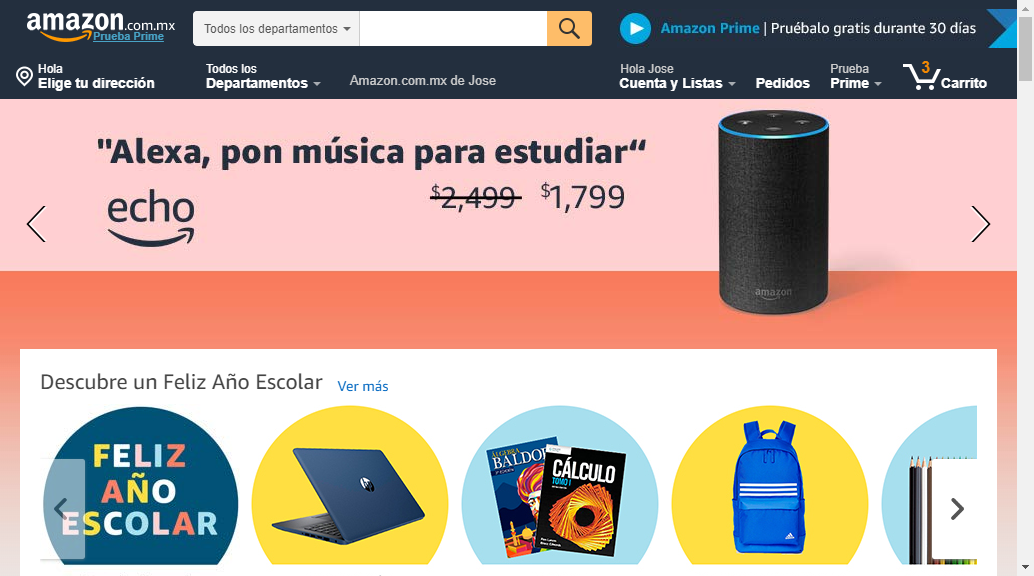 amazon.com.mx
Prueba Prime
Todos los departamentos
Amazon Prime | Pruébalo gratis durante 30 días
Hola
Elige tu dirección
Todos los
Departamentos
Amazon.com.mx de Jose
Hola Jose
Cuenta y Listas
Pedidos
Prueba
Prime
3
Carrito
"Alexa, pon música para estudiar“
echo
$2,499 $1,799
amazon
Descubre un Feliz Año Escolar Ver más
FELIZ
AÑO
ESCOLAR
hp
ÁLGEBRA
BALDOR
CÁLCULO
TOMO I
adidas